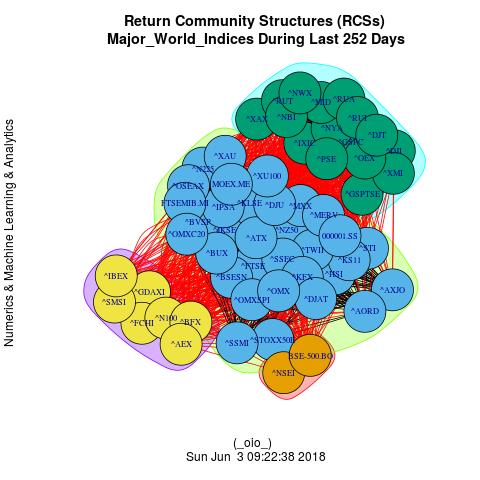 Return Community Structures (RCSs)
Major_World_Indices During Last 252 Days
Numerics & Machine Learning & Analytics
^NWX
^RUT
^MID
^RUA
^XAX
^NBI
^RUI
^NYA
^DJT
^IXIC
^GSPC
^DJI
^PSE
^OEX
^XMI
^GSPTSE
^XAU
^N225
^XU100
^OSEAX
MOEX.ME
FTSEMIB.MI
^IPSA
^KLSE
^DJU
^MXX
^MERV
^BVSP
^OMXC20
^JKSE
^ATX
^NZ50
000001.SS
^STI
^BUX
^TWII
^SSEC
^KS11
^FTSE
^HSI
^BSESN
^KFX
^IBEX
^GDAXI
^SMSI
^OMX
^OMXSPI
^DJAT
^AXJO
^AORD
^FCHI
^N100
^BFX
^AEX
^SSMI
^STOXX50E
BSE-500.BO
^NSEI
(_oio_)
Sun Jun 3 09:22:38 2018